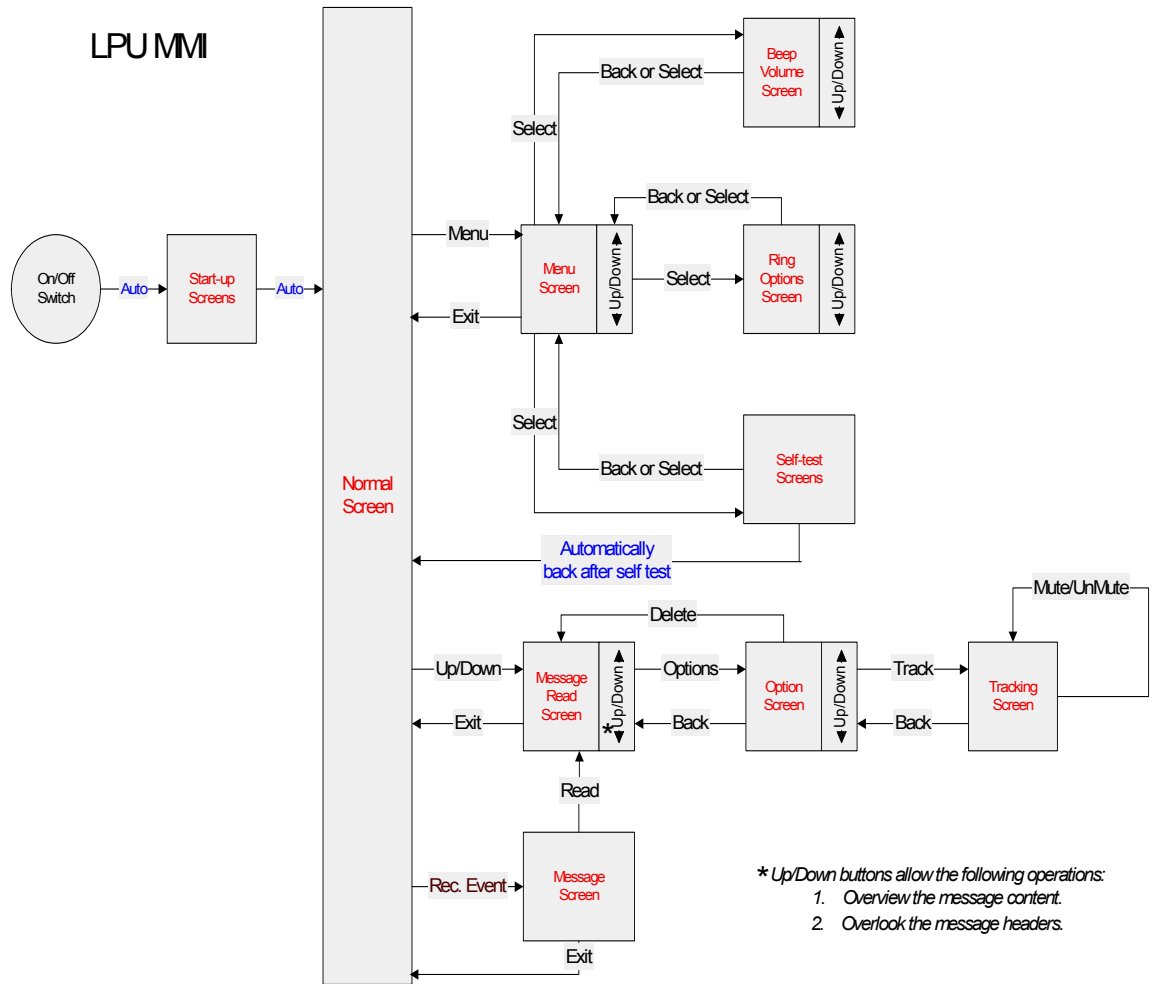 LPU MMI
Beep
Volume
Screen
Up/Down
Back or Select
Select
Back or Select
On/Off
Switch
Auto
Start-up
Screens
Auto
Menu
Menu
Screen
Up/Down
Select
Ring
Options
Screen
Up/Down
Exit
Select
Back or Select
Self-test
Screens
Normal
Screen
Automatically
back after self test
Mute/UnMute
Delete
Up/Down
Message
Read
Screen
*Up/Down
Options
Option
Screen
Up/Down
Track
Tracking
Screen
Exit
Back
Back
Read
Rec. Event
Message
Screen
Exit
* Up/Down buttons allow the following operations:
1. Overview the message content.
2. Overlook the message headers.